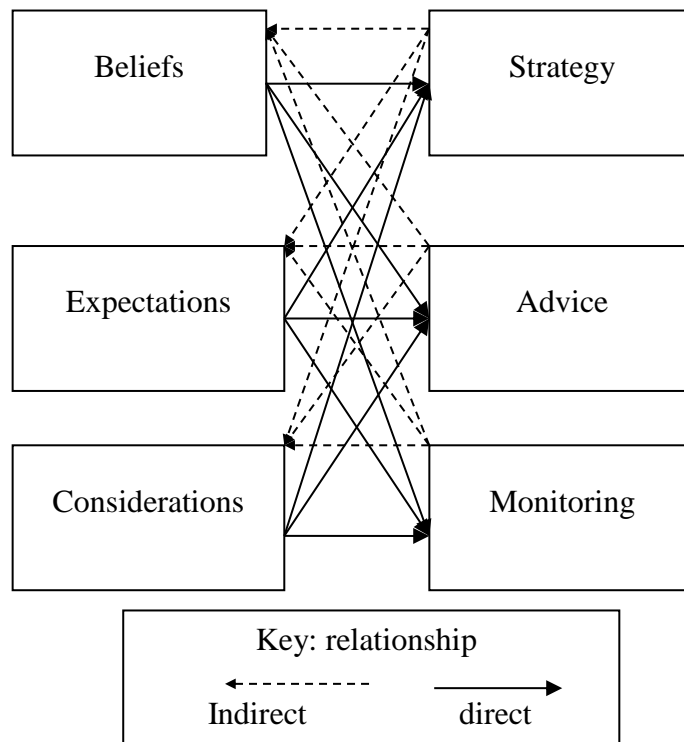 Beliefs
Strategy
Expectations
Advice
Considerations
Monitoring
Key: relationship
Indirect
direct